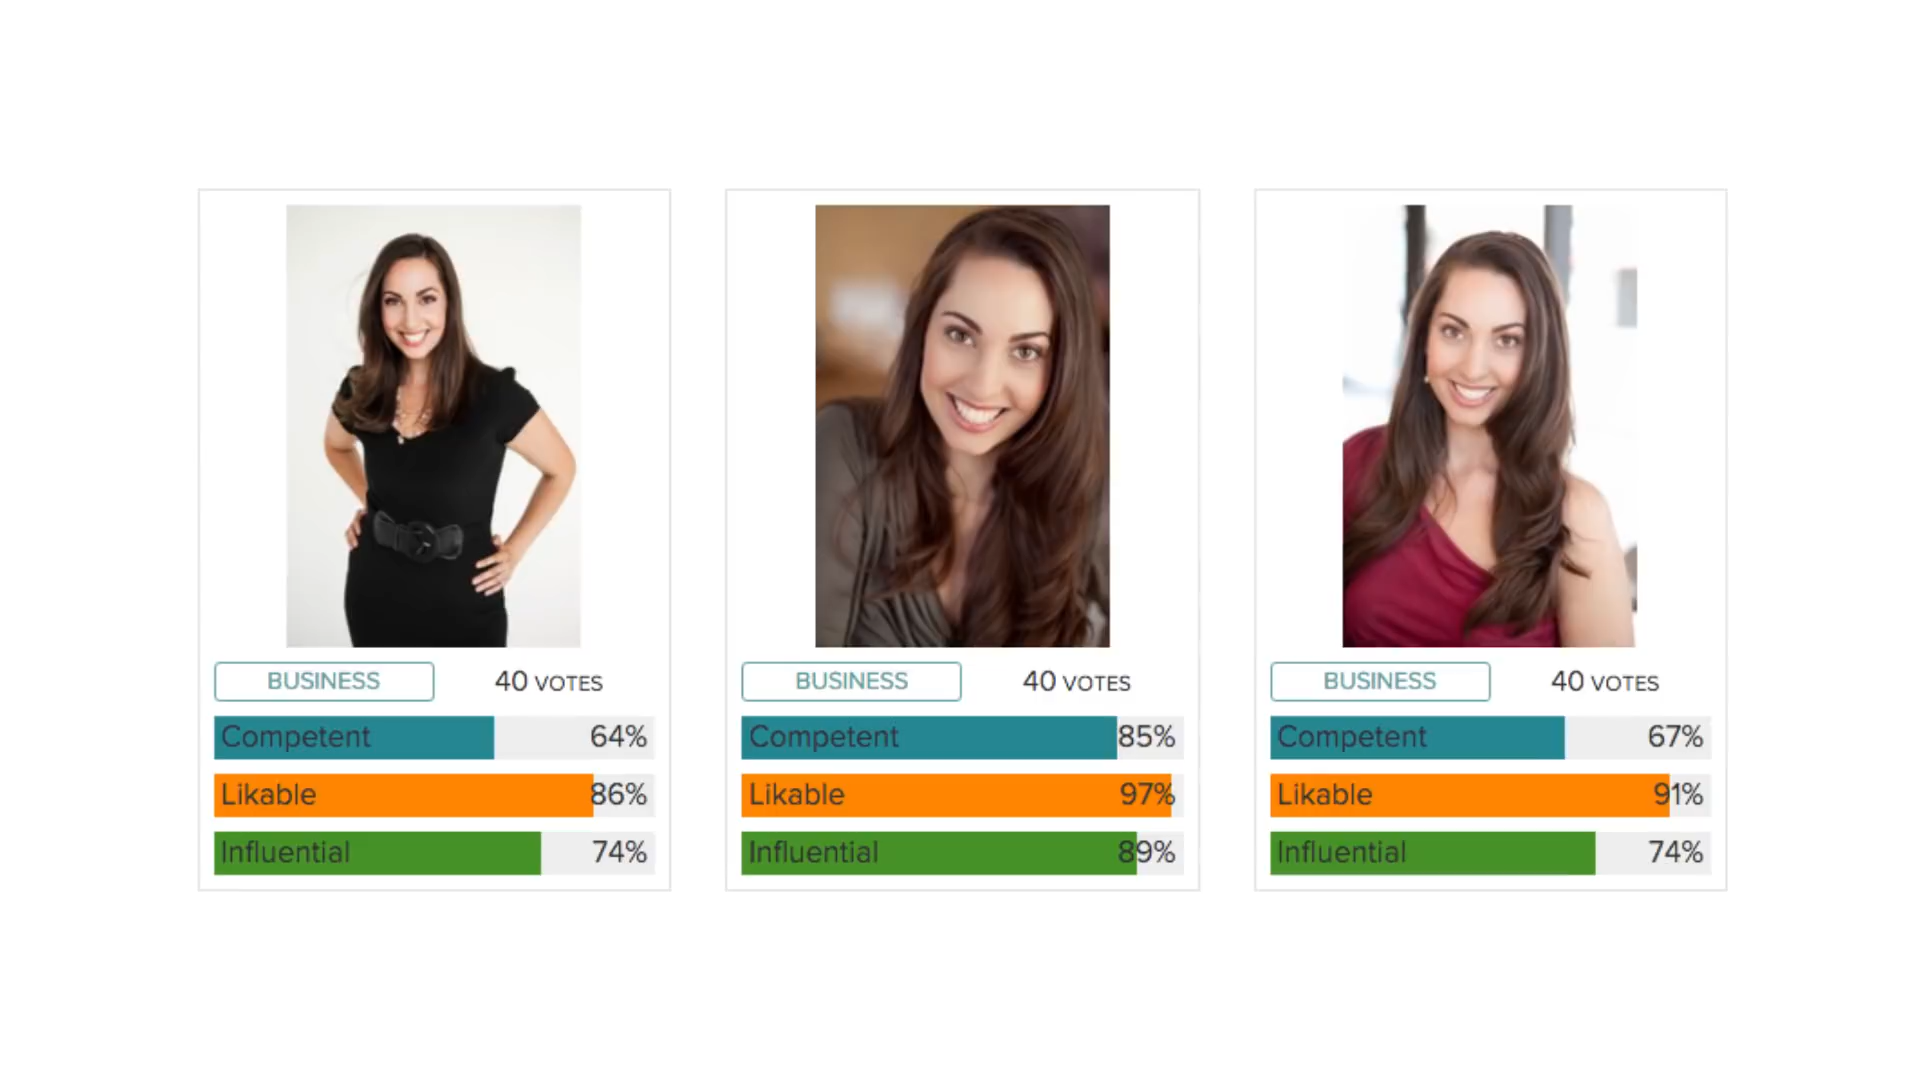 BUSINESS 40 VOTES
Competent 64%
Likable 86%
Influential 74%
BUSINESS 40 VOTES
Competent 85%
Likable 97%
Influential 89%
BUSINESS 40 VOTES
Competent 67%
Likable 91%
Influential 74%